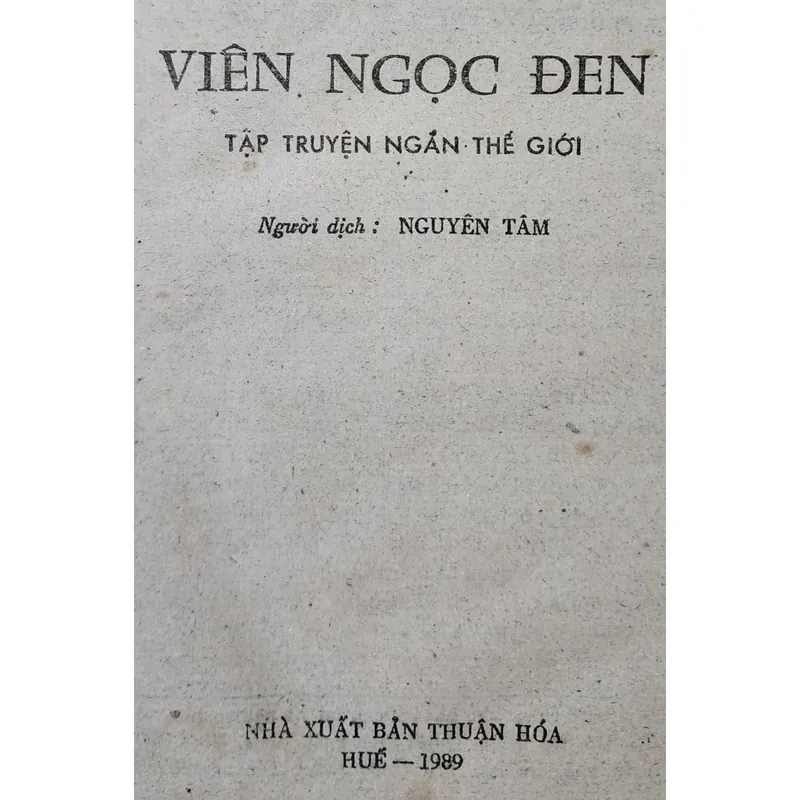 VIÊN NGỌC ĐEN
TẬP TRUYỆN NGẮN THẾ GIỚI
Người dịch : NGUYÊN TÂM
NHÀ XUẤT BẢN THUẬN HÓA
HUẾ — 1989